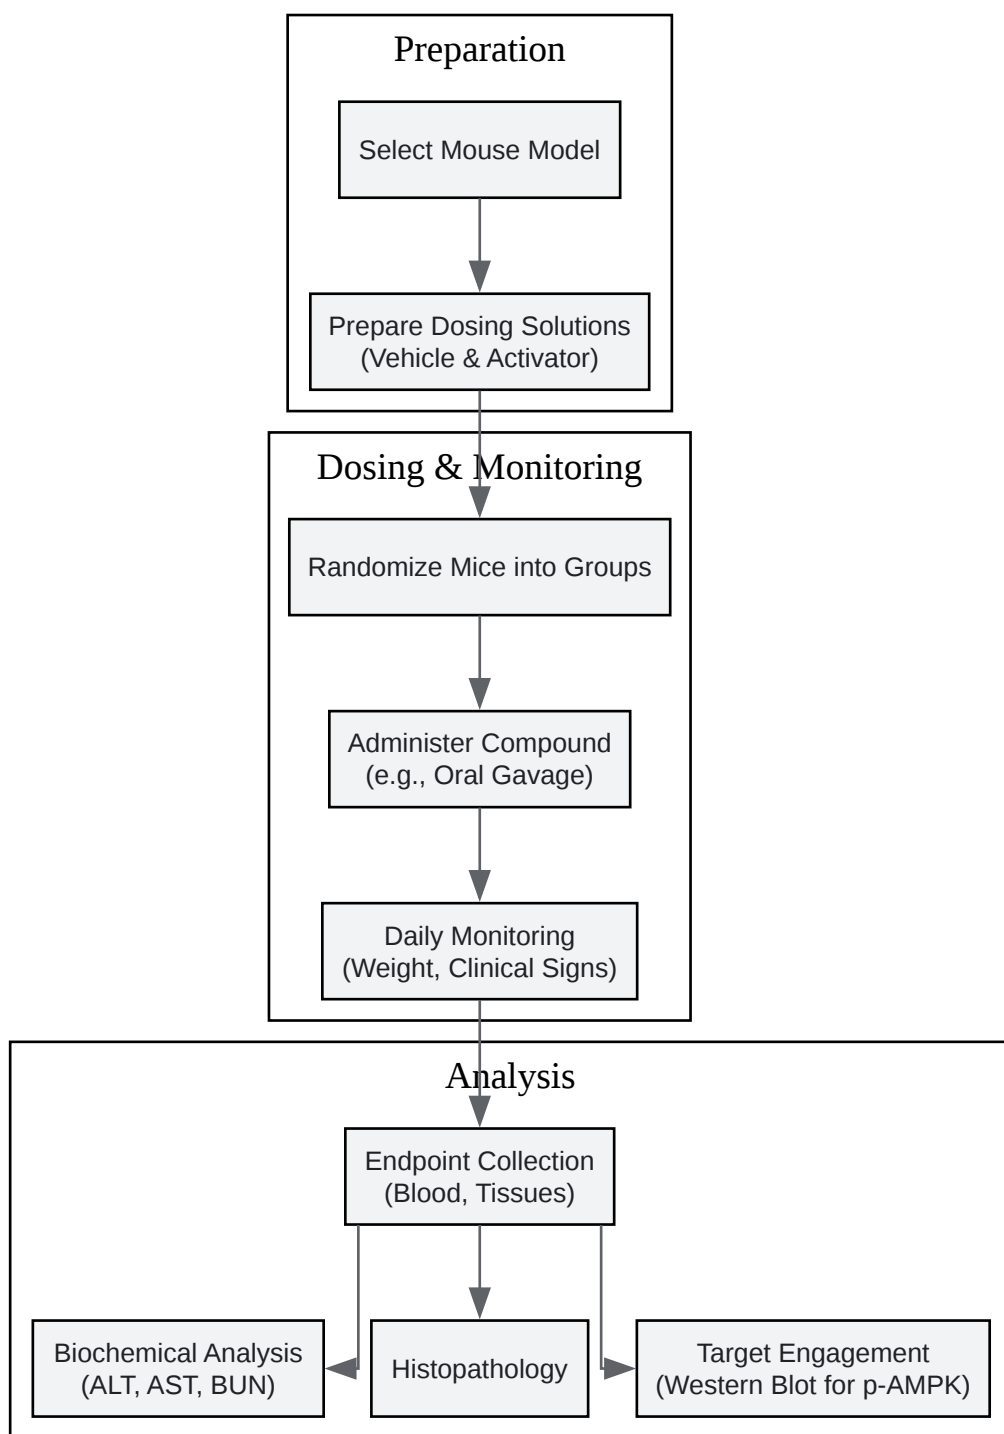 Preparation
Select Mouse Model
Prepare Dosing Solutions
(Vehicle & Activator)
Dosing & Monitoring
Randomize Mice into Groups
Administer Compound
(e.g., Oral Gavage)
Daily Monitoring
(Weight, Clinical Signs)
Analysis
Endpoint Collection
(Blood, Tissues)
Biochemical Analysis
(ALT, AST, BUN)
Histopathology
Target Engagement
(Western Blot for p-AMPK)